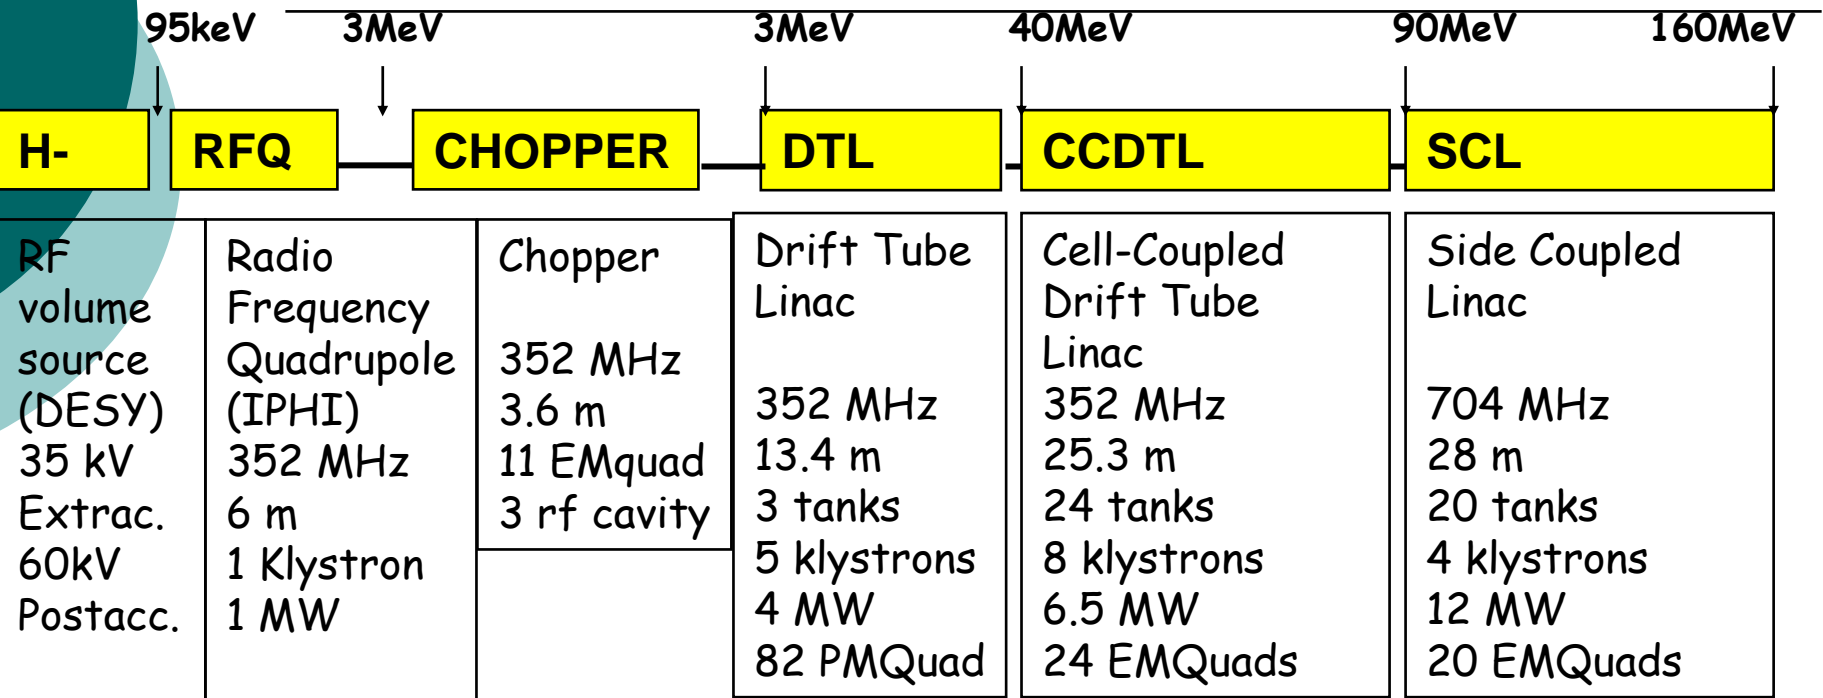 95keV 3MeV 3MeV 40MeV 90MeV 160MeV
H- RFQ CHOPPER DTL CCDTL SCL
RF
volume
source
(DESY)
35 kV
Extrac.
60kV
Postacc.
Radio
Frequency
Quadrupole
(IPHI)
352 MHz
6 m
1 Klystron
1 MW
Chopper
352 MHz
3.6 m
11 EMquad
3 rf cavity
Drift Tube
Linac
352 MHz
13.4 m
3 tanks
5 klystrons
4 MW
82 PMQuad
Cell-Coupled
Drift Tube
Linac
352 MHz
25.3 m
24 tanks
8 klystrons
6.5 MW
24 EMQuads
Side Coupled
Linac
704 MHz
28 m
20 tanks
4 klystrons
12 MW
20 EMQuads